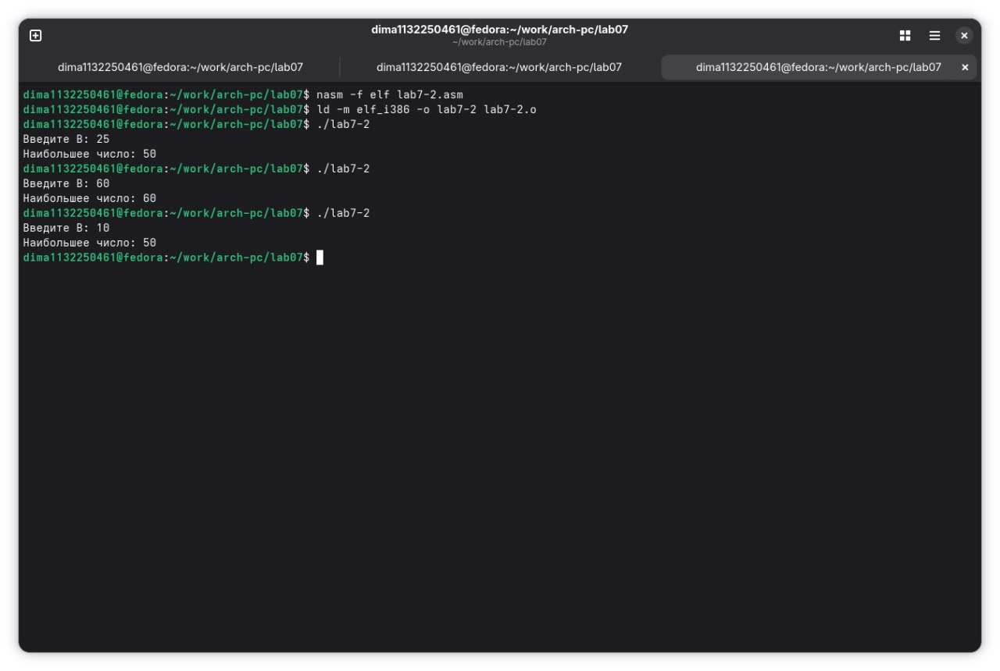 dima1132250461@fedora:~/work/arch-pc/lab07
~/work/arch-pc/lab07
dima1132250461@fedora:~/work/arch-pc/lab07 dima1132250461@fedora:~/work/arch-pc/lab07 dima1132250461@fedora:~/work/arch-pc/lab07
dima1132250461@fedora:~/work/arch-pc/lab07$ nasm -f elf lab7-2.asm
dima1132250461@fedora:~/work/arch-pc/lab07$ ld -m elf_i386 -o lab7-2 lab7-2.o
dima1132250461@fedora:~/work/arch-pc/lab07$ ./lab7-2
Введите B: 25
Наибольшее число: 50
dima1132250461@fedora:~/work/arch-pc/lab07$ ./lab7-2
Введите B: 60
Наибольшее число: 60
dima1132250461@fedora:~/work/arch-pc/lab07$ ./lab7-2
Введите B: 10
Наибольшее число: 50
dima1132250461@fedora:~/work/arch-pc/lab07$